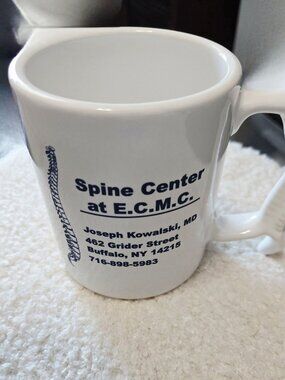 Spine Center
at E.C.M.C.
Joseph Kowalski, MD
462 Grider Street
Buffalo, NY 14215
716-898-5983